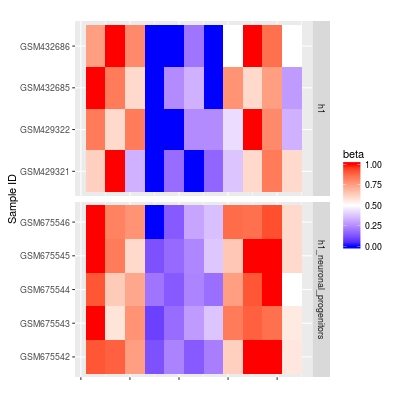 GSM432686
GSM432685
GSM429322
GSM429321
h1
GSM675546
GSM675545
GSM675544
GSM675543
GSM675542
h1_neuronal_progenitors
Sample ID
beta
1.00
0.75
0.50
0.25
0.00